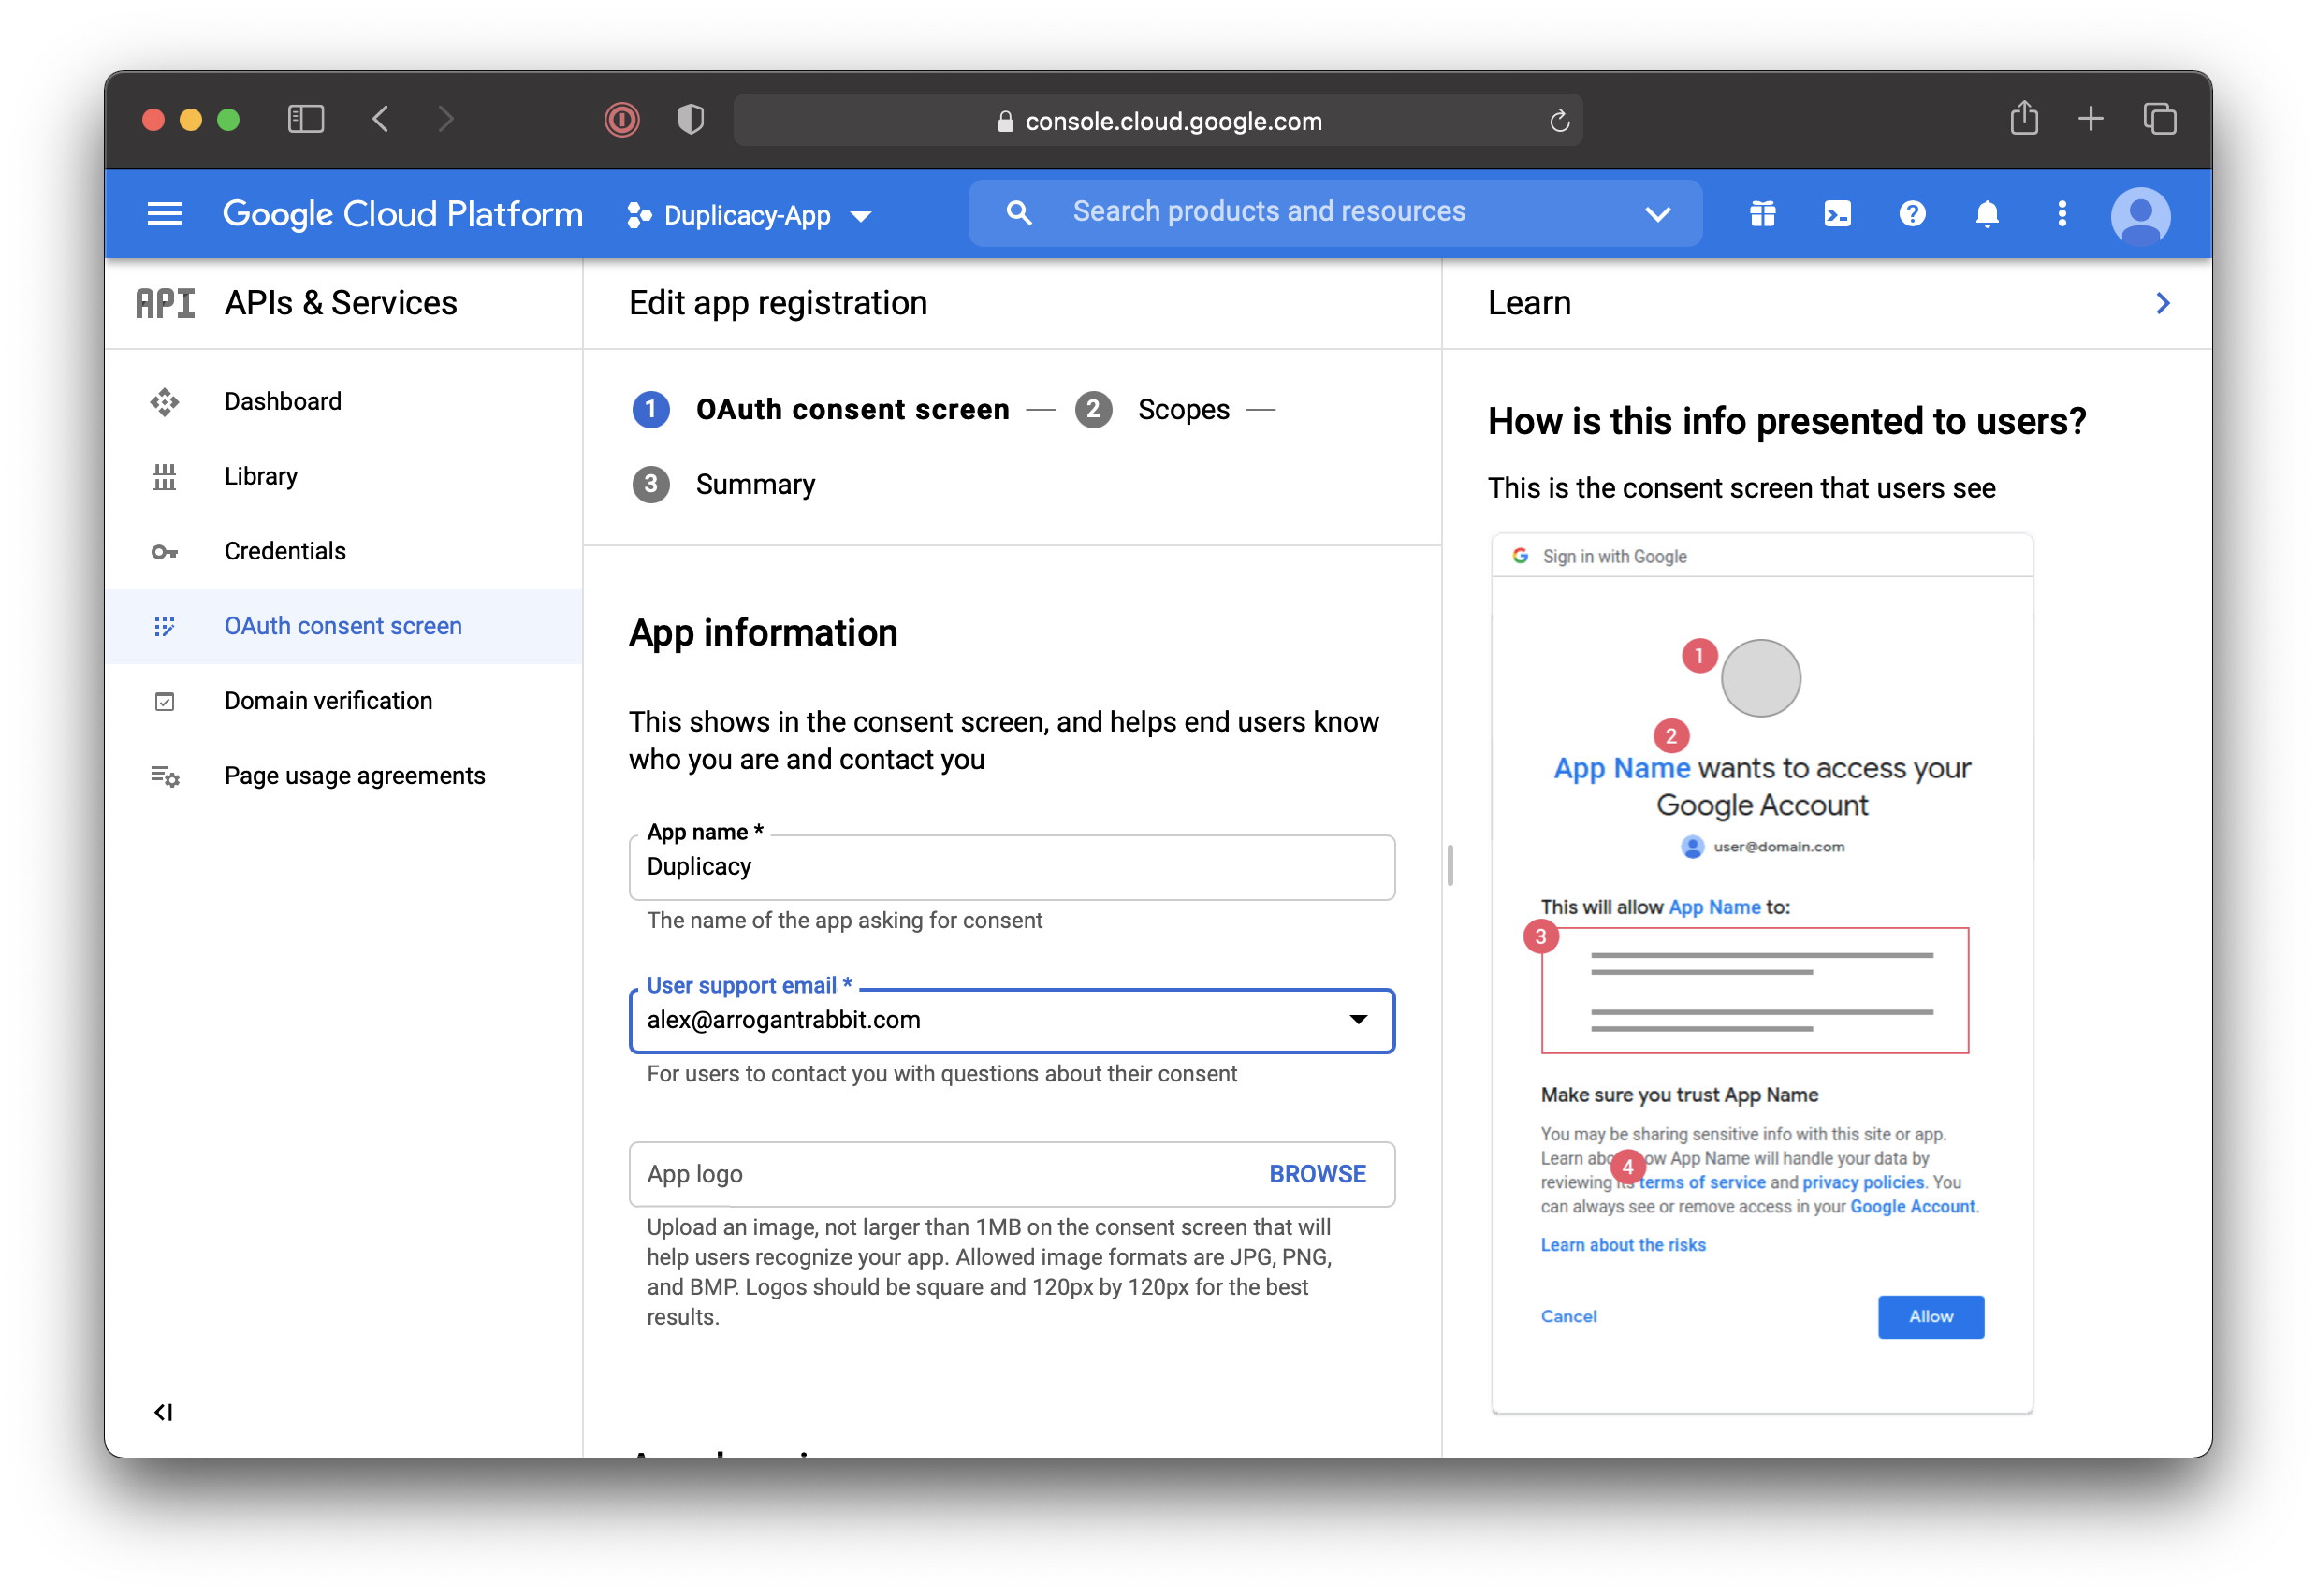 console.cloud.google.com
Google Cloud Platform
Duplicacy-App
Search products and resources
API
APIs & Services
Dashboard
Library
Credentials
OAuth consent screen
Domain verification
Page usage agreements
Edit app registration
1 OAuth consent screen
2 Scopes
3 Summary
App information
This shows in the consent screen, and helps end users know
who you are and contact you
App name *
Duplicacy
The name of the app asking for consent
User support email *
alex@arrogantrabbit.com
For users to contact you with questions about their consent
App logo
BROWSE
Upload an image, not larger than 1MB on the consent screen that will
help users recognize your app. Allowed image formats are JPG, PNG,
and BMP. Logos should be square and 120px by 120px for the best
results.
Learn
How is this info presented to users?
This is the consent screen that users see
G Sign in with Google
1
2
App Name wants to access your
Google Account
user@domain.com
This will allow App Name to:
3
Make sure you trust App Name
You may be sharing sensitive info with this site or app.
Learn App Name will handle your data by
4
reviewing its terms of service and privacy policies. You
can always see or remove access in your Google Account.
Learn about the risks
Cancel
Allow